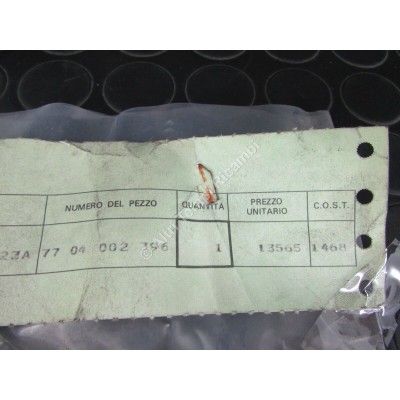 NUMERO DEL PEZZO QUANTITÀ PREZZO UNITARIO C.O.S.T.
23A 77 04 002 396 1 13565 1468